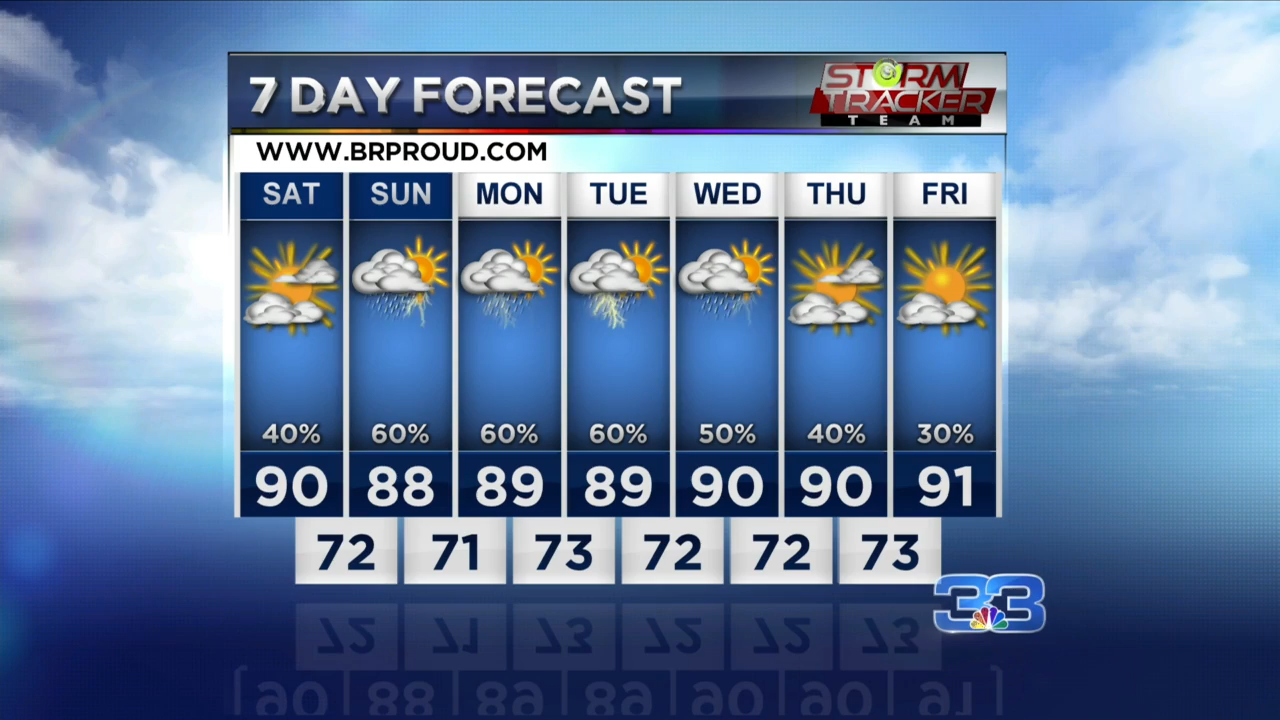 7 DAY FORECAST
STORM
TRACKER
TEAM
WWW.BRPROUD.COM
SAT SUN MON TUE WED THU FRI
40% 60% 60% 60% 50% 40% 30%
90 88 89 89 90 90 91
72 71 73 72 72 73
33